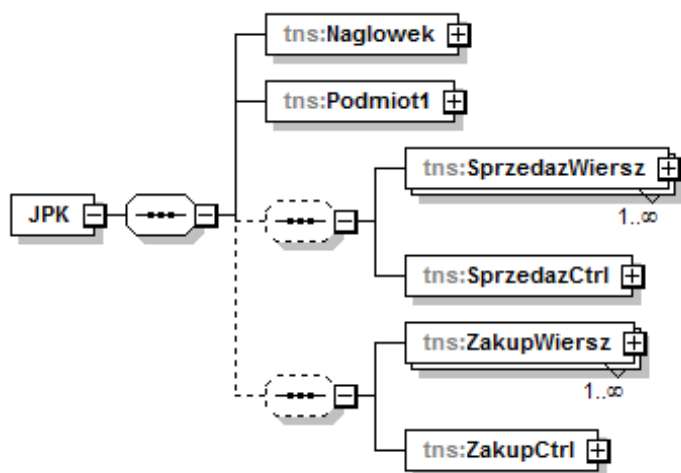 tns:Naglowek
tns:Podmiot1
tns:SprzedazWiersz
JPK
1..∞
tns:SprzedazCtrl
tns:ZakupWiersz
1..∞
tns:ZakupCtrl